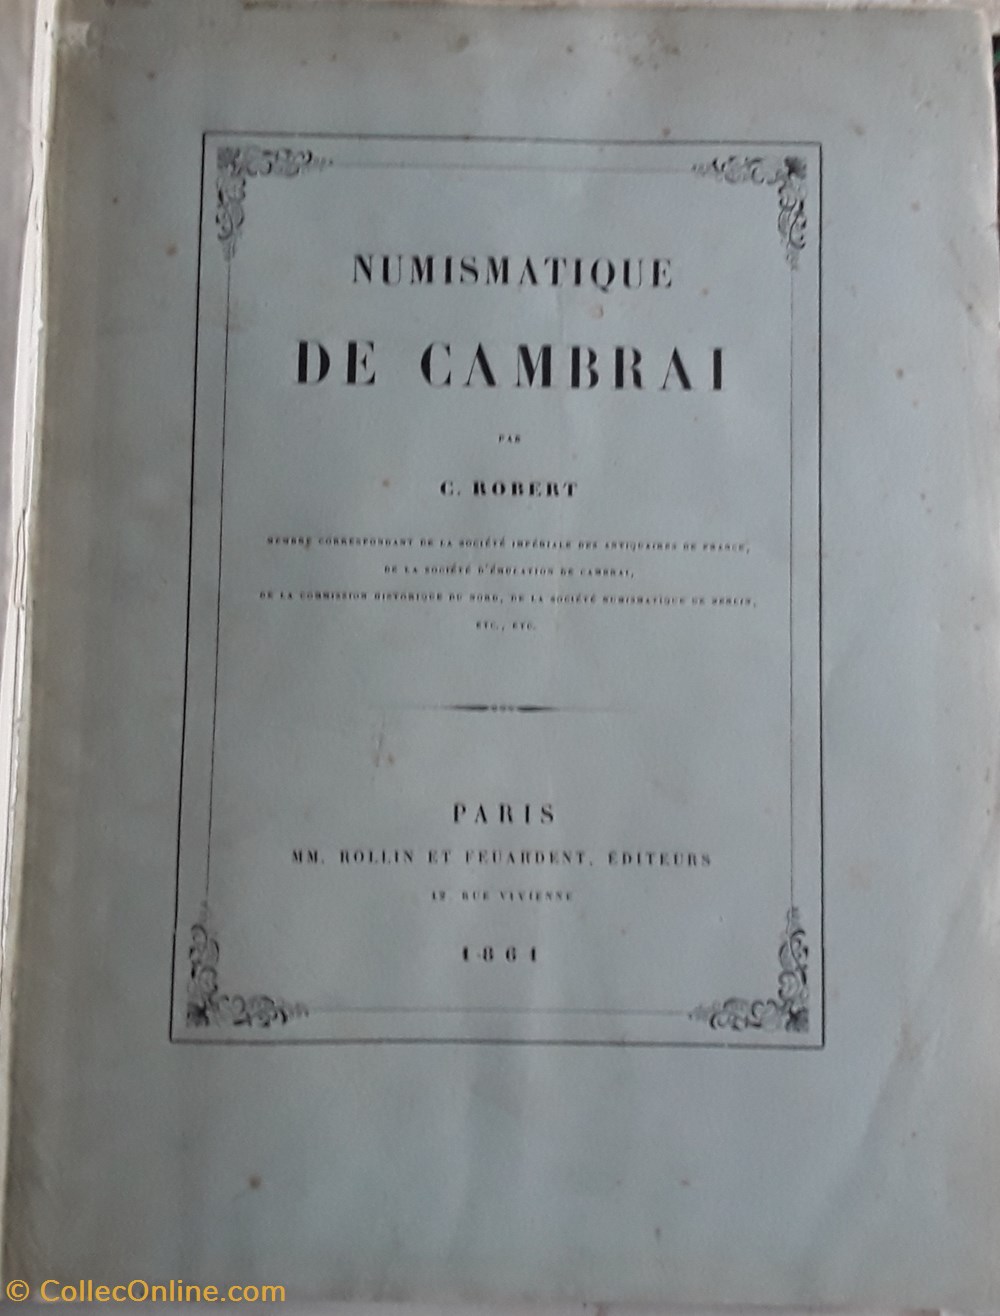 NUMISMATIQUE
DE CAMBRAI
PAR
C. ROBERT
MEMBRE CORRESPONDANT DE LA SOCIÉTÉ IMPÉRIALE DES ANTIQUAIRES DE FRANCE,
DE LA SOCIÉTÉ D'ÉMULATION DE CAMBRAI,
DE LA COMMISSION HISTORIQUE DU NORD, DE LA SOCIÉTÉ NUMISMATIQUE DE BERLIN,
ETC., ETC.
PARIS
MM. ROLLIN ET FEUARDENT, ÉDITEURS
12, RUE VIVIENNE
1861
© CollecOnline.com